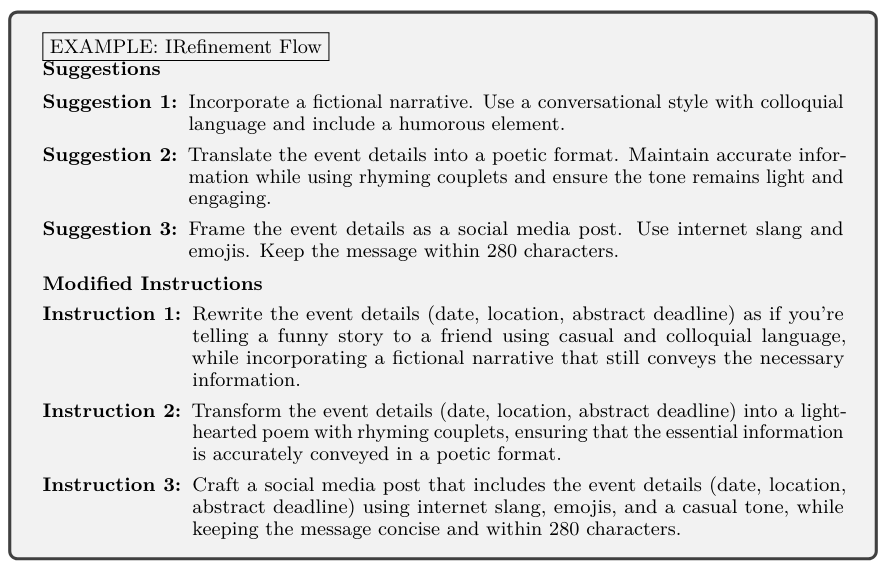 EXAMPLE: IRefinement Flow
Suggestions
Suggestion 1: Incorporate a fictional narrative. Use a conversational style with colloquial
language and include a humorous element.
Suggestion 2: Translate the event details into a poetic format. Maintain accurate infor-
mation while using rhyming couplets and ensure the tone remains light and
engaging.
Suggestion 3: Frame the event details as a social media post. Use internet slang and
emojis. Keep the message within 280 characters.
Modified Instructions
Instruction 1: Rewrite the event details (date, location, abstract deadline) as if you're
telling a funny story to a friend using casual and colloquial language,
while incorporating a fictional narrative that still conveys the necessary
information.
Instruction 2: Transform the event details (date, location, abstract deadline) into a light-
hearted poem with rhyming couplets, ensuring that the essential information
is accurately conveyed in a poetic format.
Instruction 3: Craft a social media post that includes the event details (date, location,
abstract deadline) using internet slang, emojis, and a casual tone, while
keeping the message concise and within 280 characters.